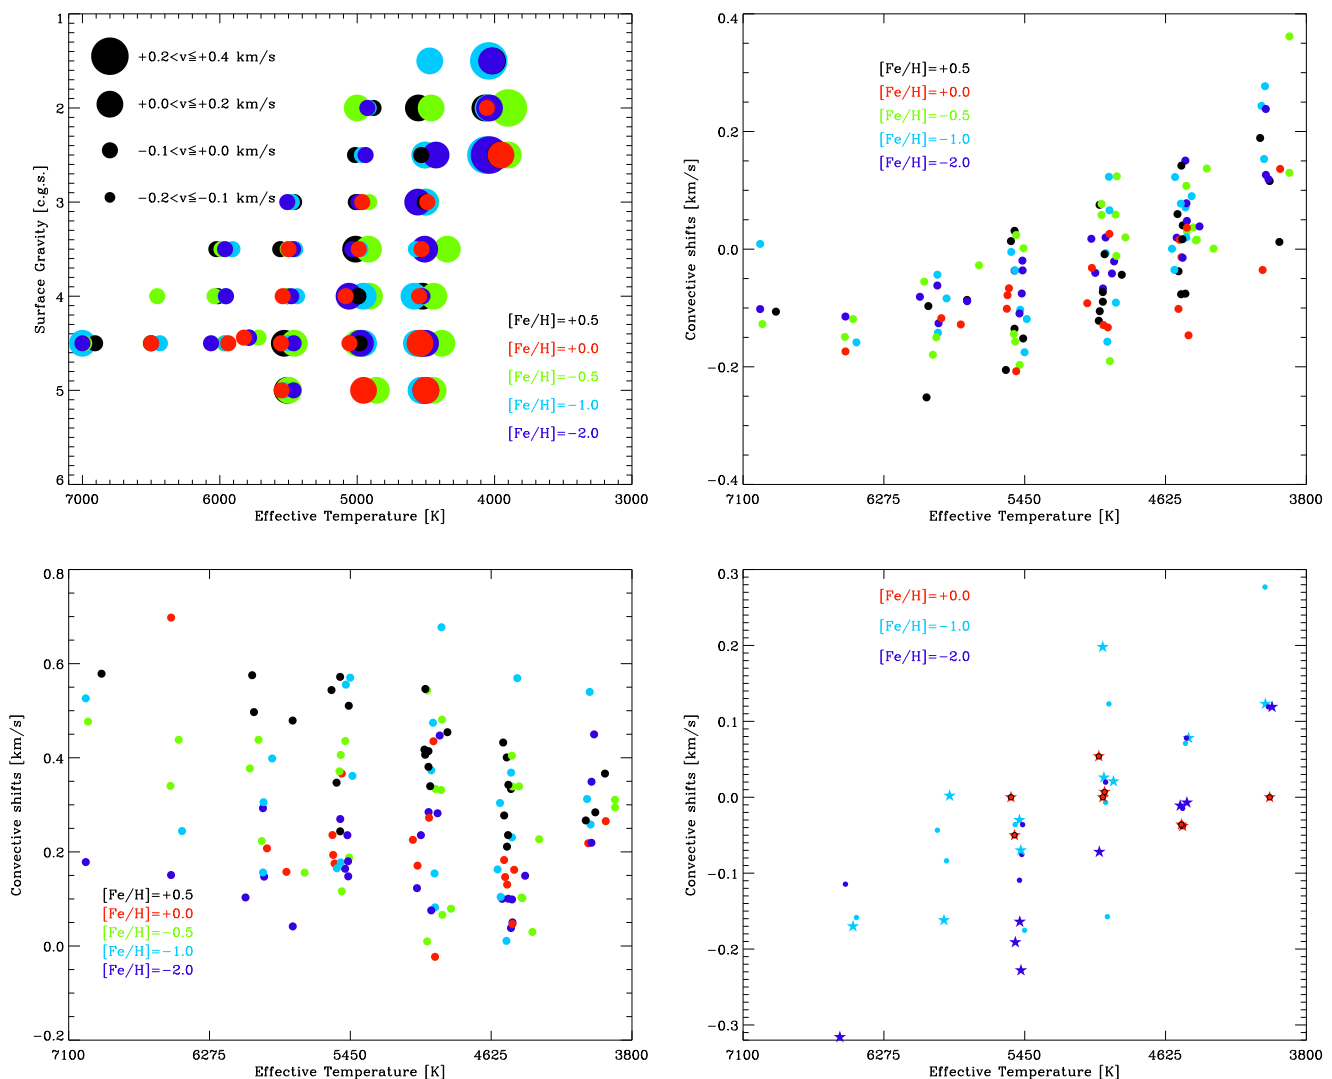 1
2
3
4
5
6
Surface Gravity [c.g.s.]
+0.2<v≦+0.4 km/s
+0.0<v≦+0.2 km/s
−0.1<v≦+0.0 km/s
−0.2<v≦−0.1 km/s
[Fe/H]=+0.5
[Fe/H]=+0.0
[Fe/H]=−0.5
[Fe/H]=−1.0
[Fe/H]=−2.0
7000 6000 5000 4000 3000
Effective Temperature [K]
0.4
0.2
0.0
−0.2
−0.4
Convective shifts [km/s]
[Fe/H]=+0.5
[Fe/H]=+0.0
[Fe/H]=−0.5
[Fe/H]=−1.0
[Fe/H]=−2.0
7100 6275 5450 4625 3800
Effective Temperature [K]
0.8
0.6
0.4
0.2
0.0
−0.2
Convective shifts [km/s]
[Fe/H]=+0.5
[Fe/H]=+0.0
[Fe/H]=−0.5
[Fe/H]=−1.0
[Fe/H]=−2.0
7100 6275 5450 4625 3800
Effective Temperature [K]
0.3
0.2
0.1
0.0
−0.1
−0.2
−0.3
Convective shifts [km/s]
[Fe/H]=+0.0
[Fe/H]=−1.0
[Fe/H]=−2.0
7100 6275 5450 4625 3800
Effective Temperature [K]